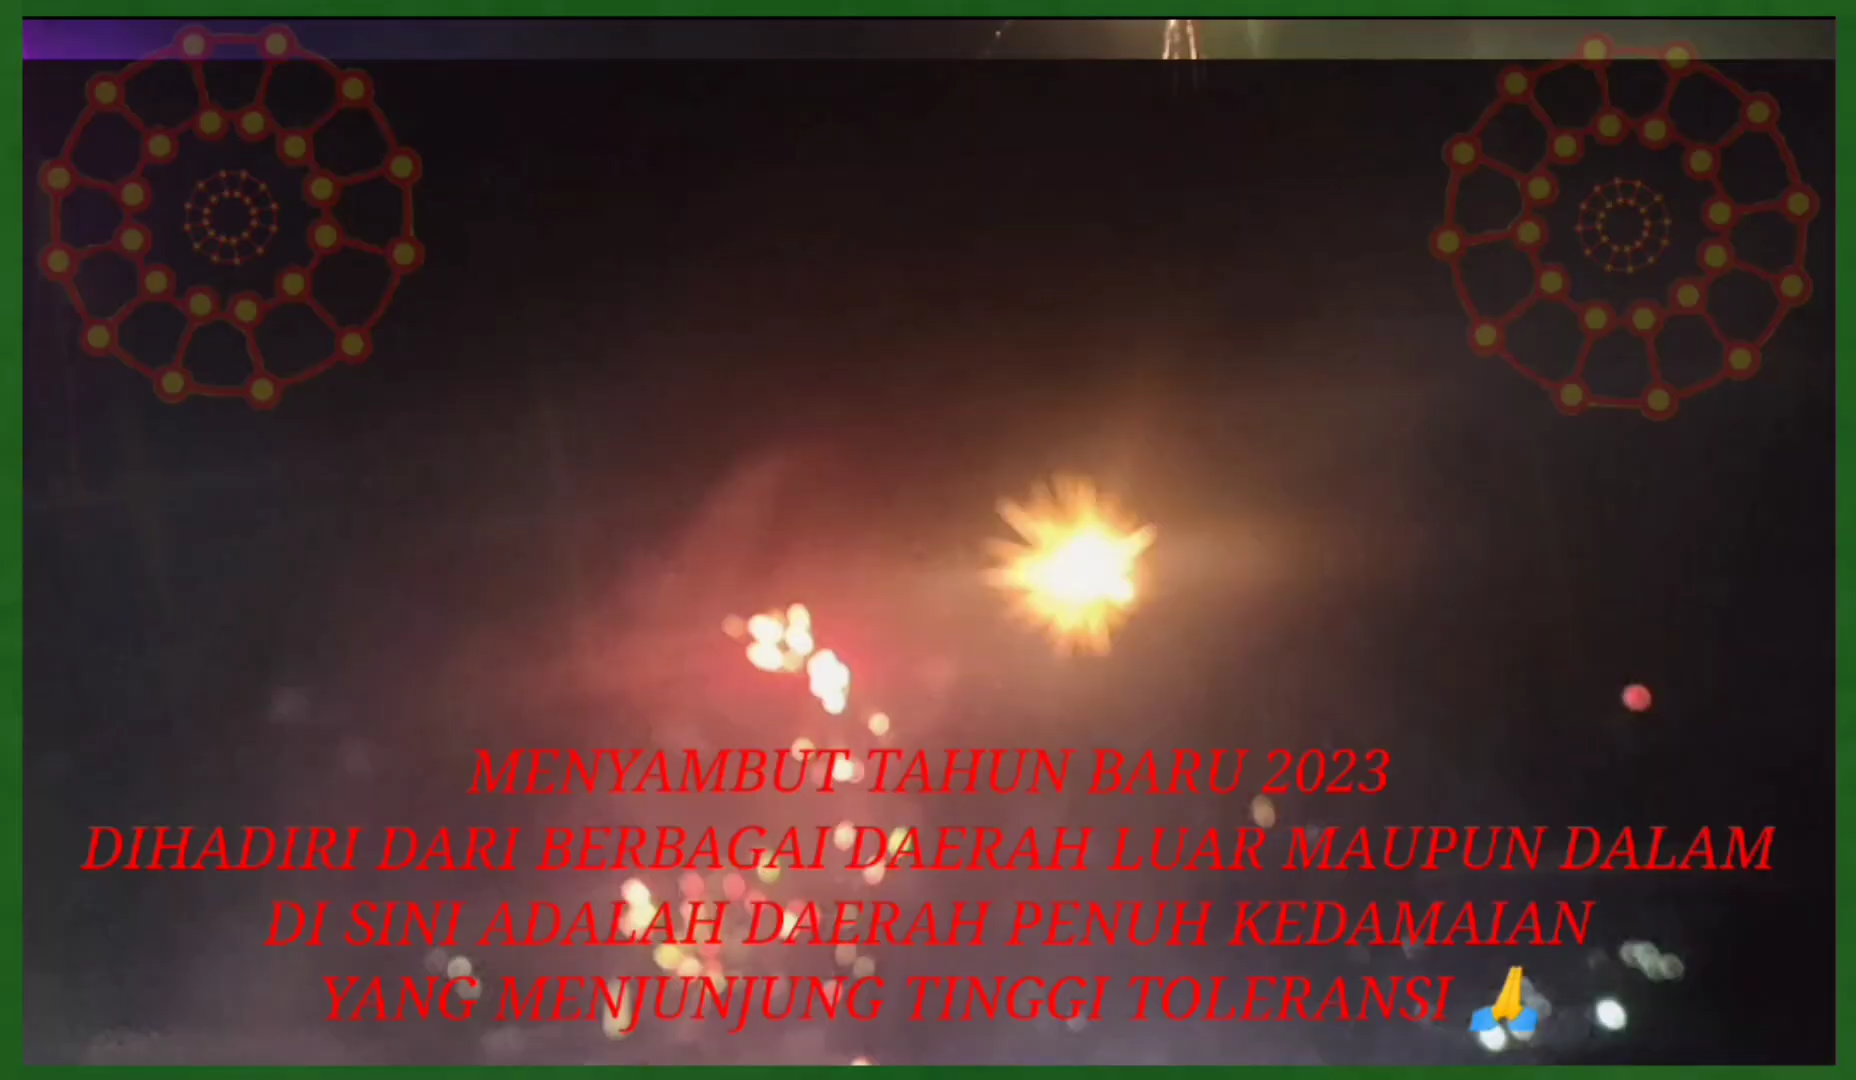 MENYAMBUT TAHUN BARU 2023
DIHADIRI DARI BERBAGAI DAERAH LUAR MAUPUN DALAM
DI SINI ADALAH DAERAH PENUH KEDAMAIAN
YANG MENJUNJUNG TINGGI TOLERANSI 🙏